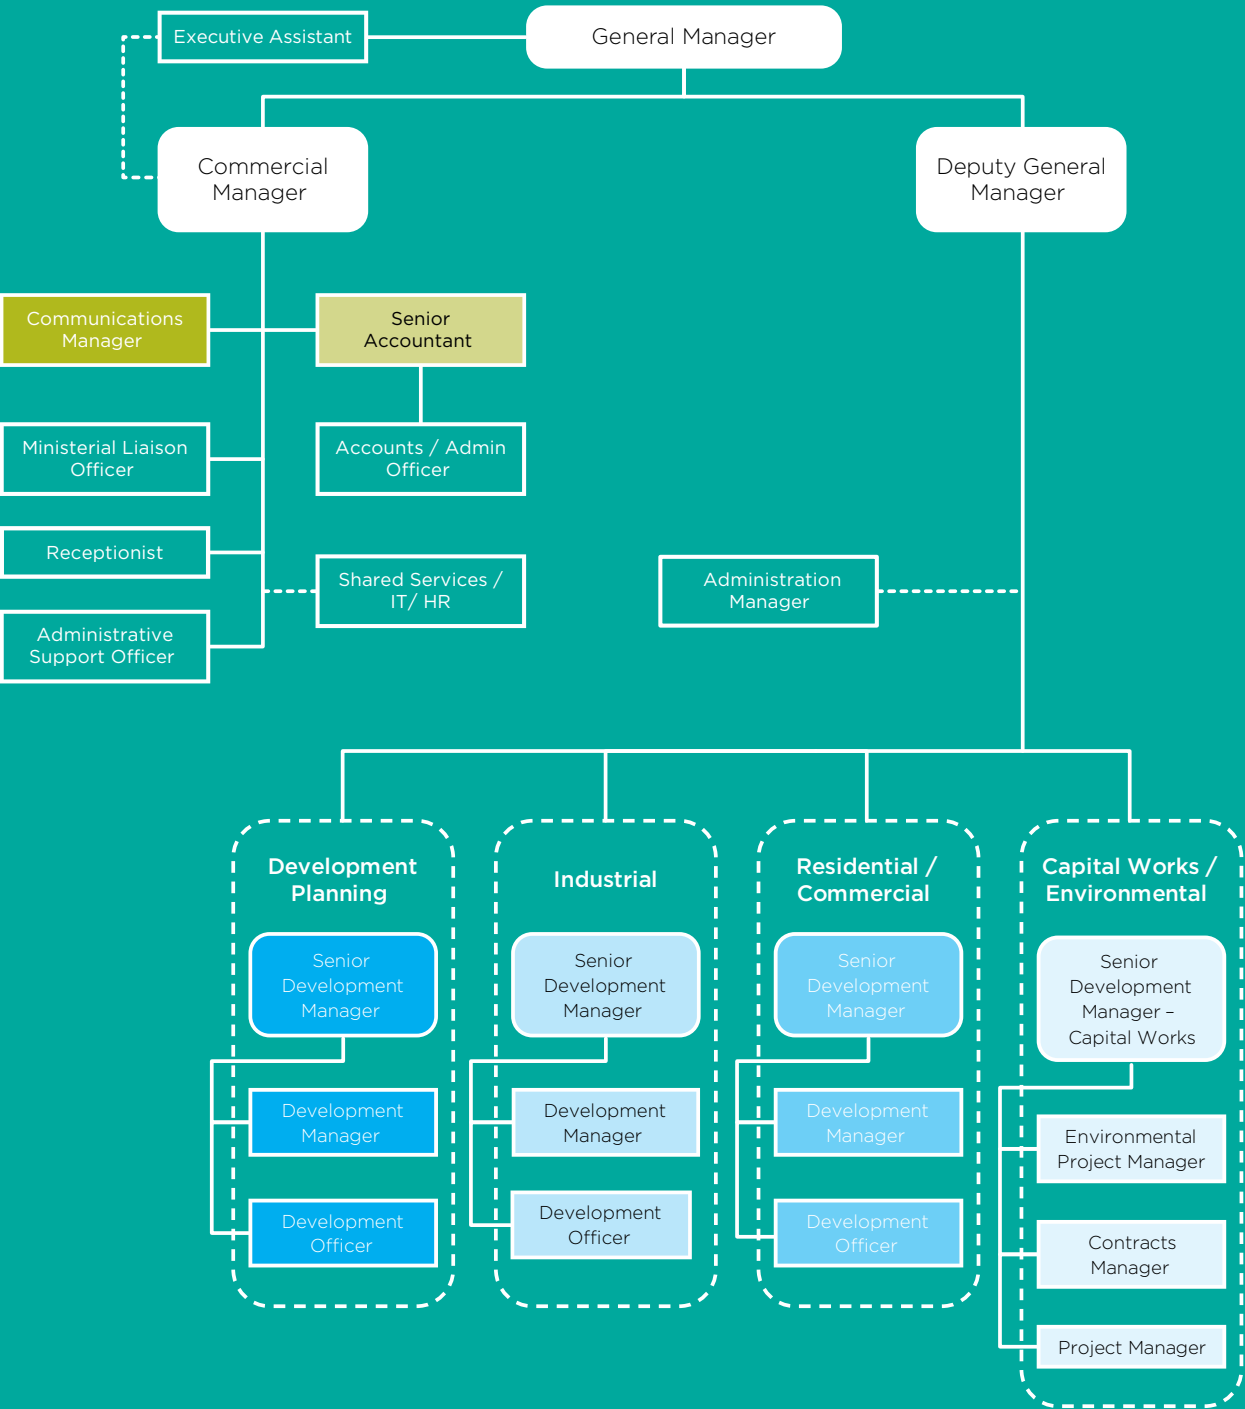 Executive Assistant
General Manager
Commercial
Manager
Deputy General
Manager
Communications
Manager
Senior
Accountant
Ministerial Liaison
Officer
Accounts / Admin
Officer
Receptionist
Shared Services /
IT/ HR
Administration
Manager
Administrative
Support Officer
Development
Planning
Senior
Development
Manager
Development
Manager
Development
Officer
Industrial
Senior
Development
Manager
Development
Manager
Development
Officer
Residential /
Commercial
Senior
Development
Manager
Development
Manager
Development
Officer
Capital Works /
Environmental
Senior
Development
Manager –
Capital Works
Environmental
Project Manager
Contracts
Manager
Project Manager